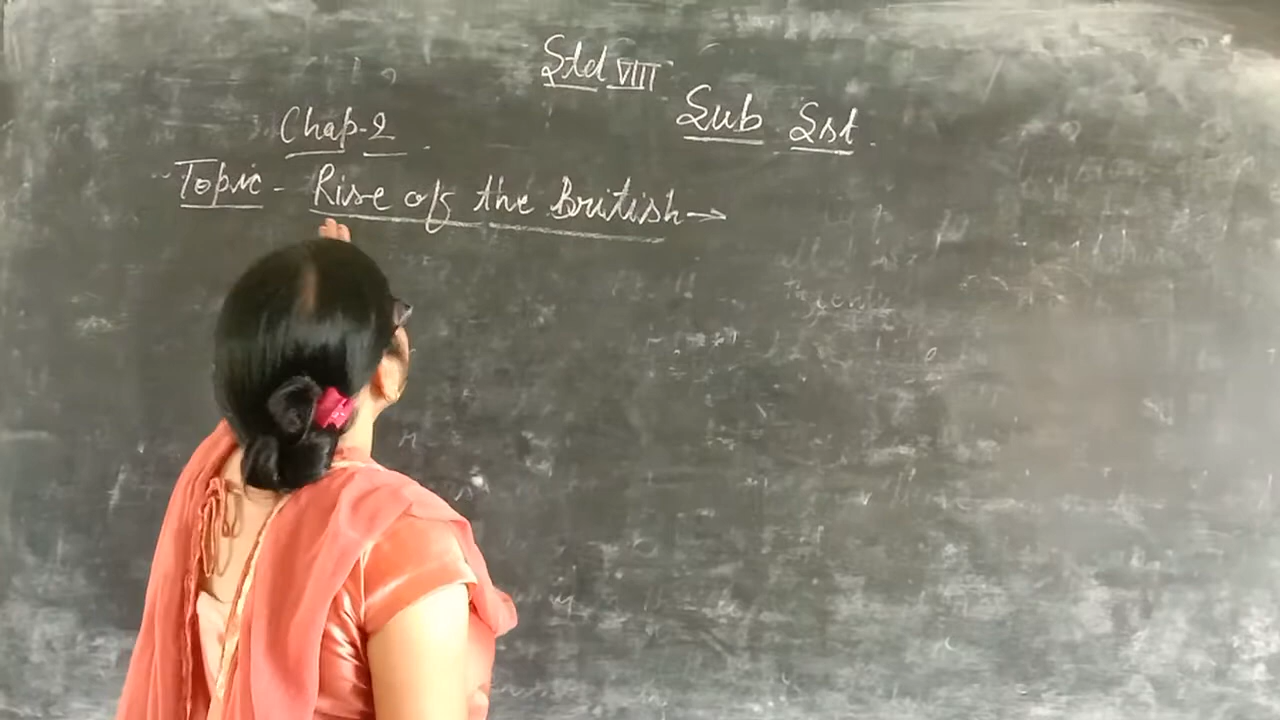 Std VIII
Sub Sst.
Chap-2.
Topic - Rise of the British →